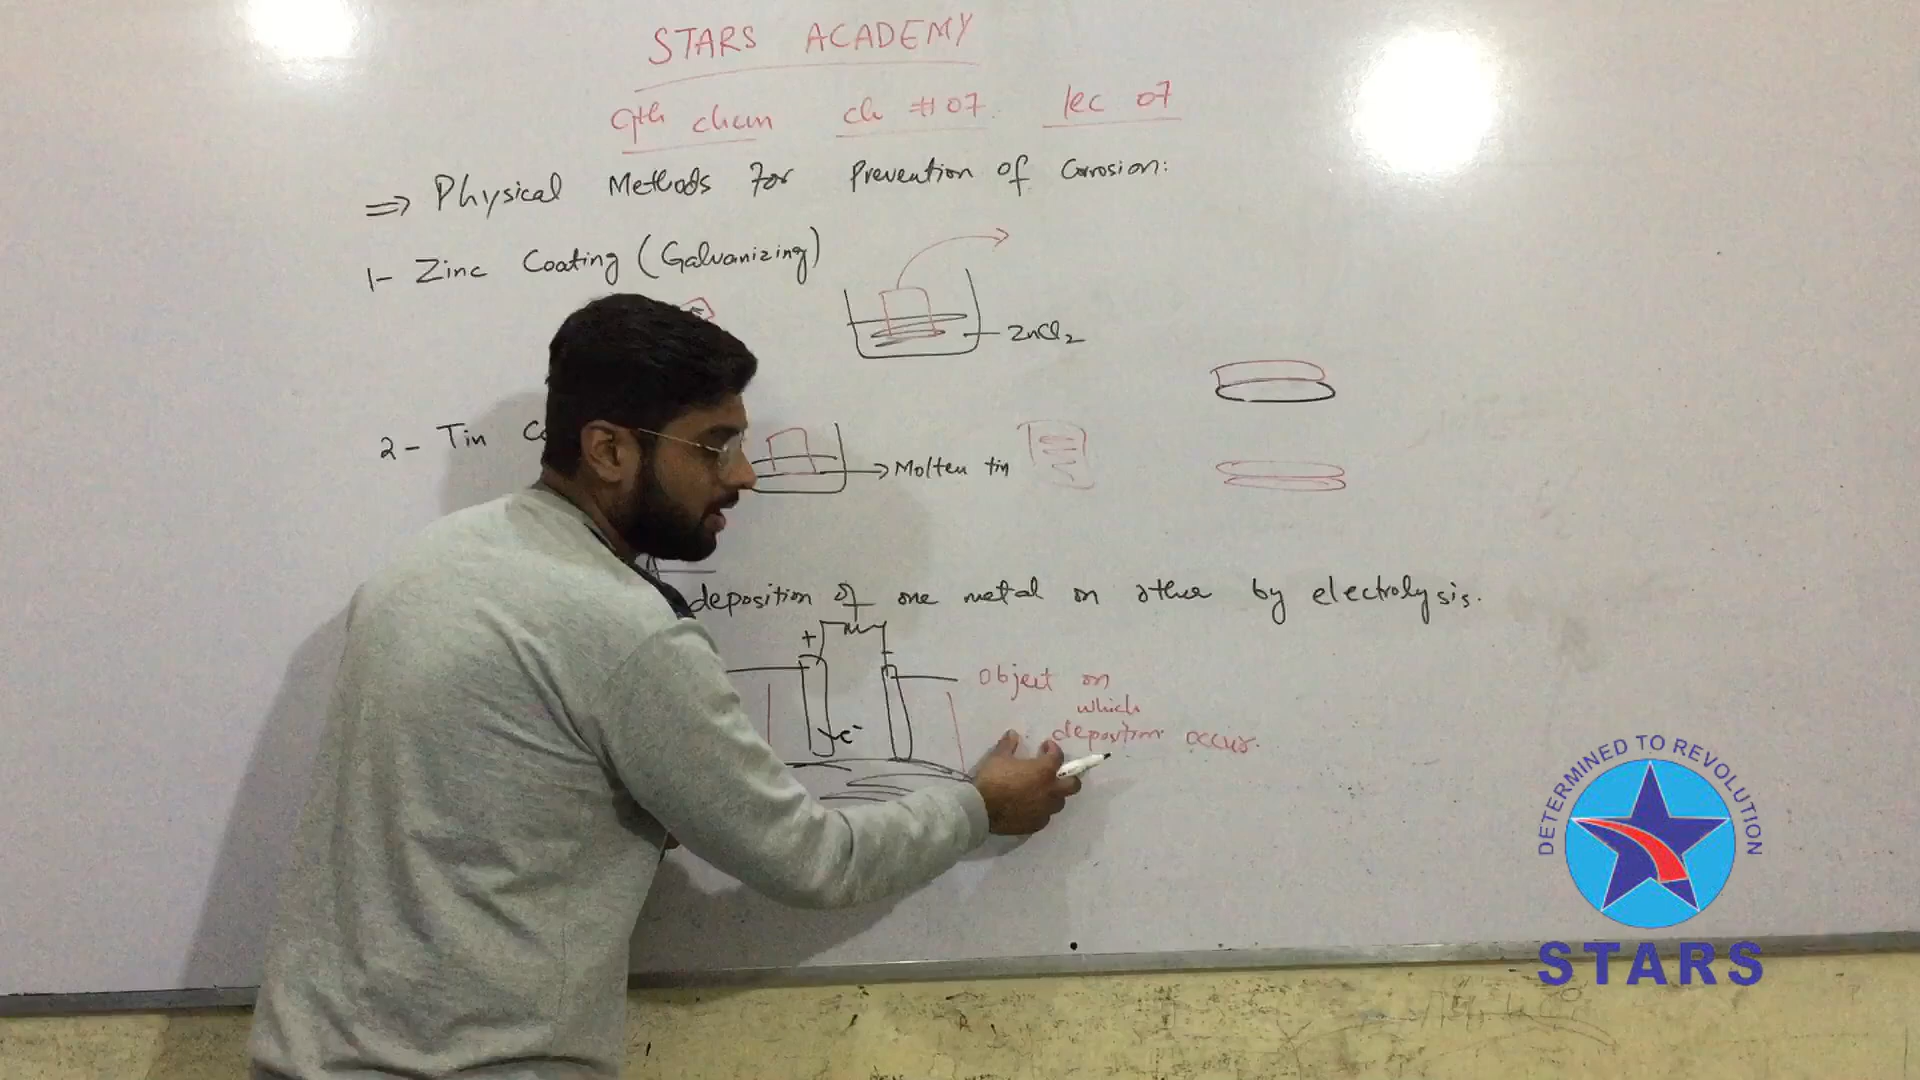 STARS ACADEMY
9th chem ch #07 lec 07
⇒ Physical Methods For Prevention of Corrosion:
1- Zinc Coating (Galvanizing)
ZnCl2
2- Tin
Molten tin
deposition of one metal on other by electrolysis.
+ -
Object on
which
deposition occur.
e-
DETERMINED TO REVOLUTION
STARS